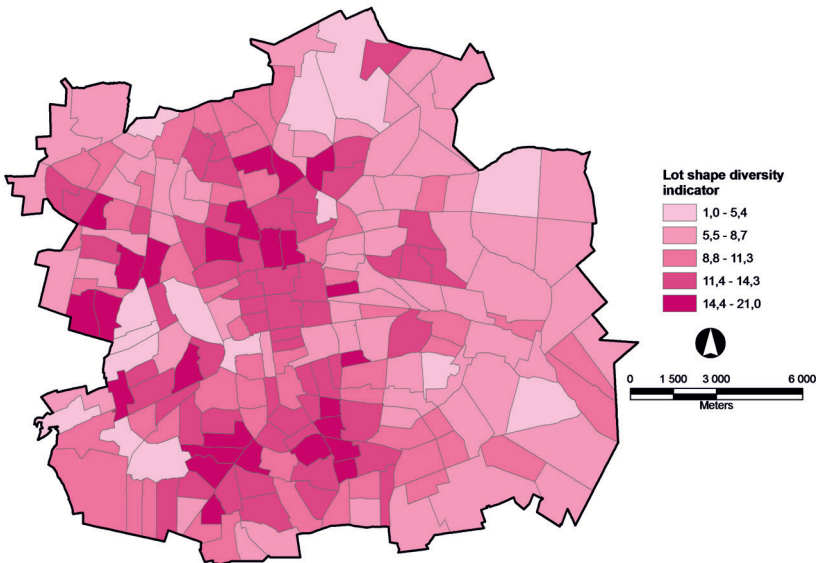 Lot shape diversity
indicator
1,0 - 5,4
5,5 - 8,7
8,8 - 11,3
11,4 - 14,3
14,4 - 21,0
0 1 500 3 000 6 000
Meters